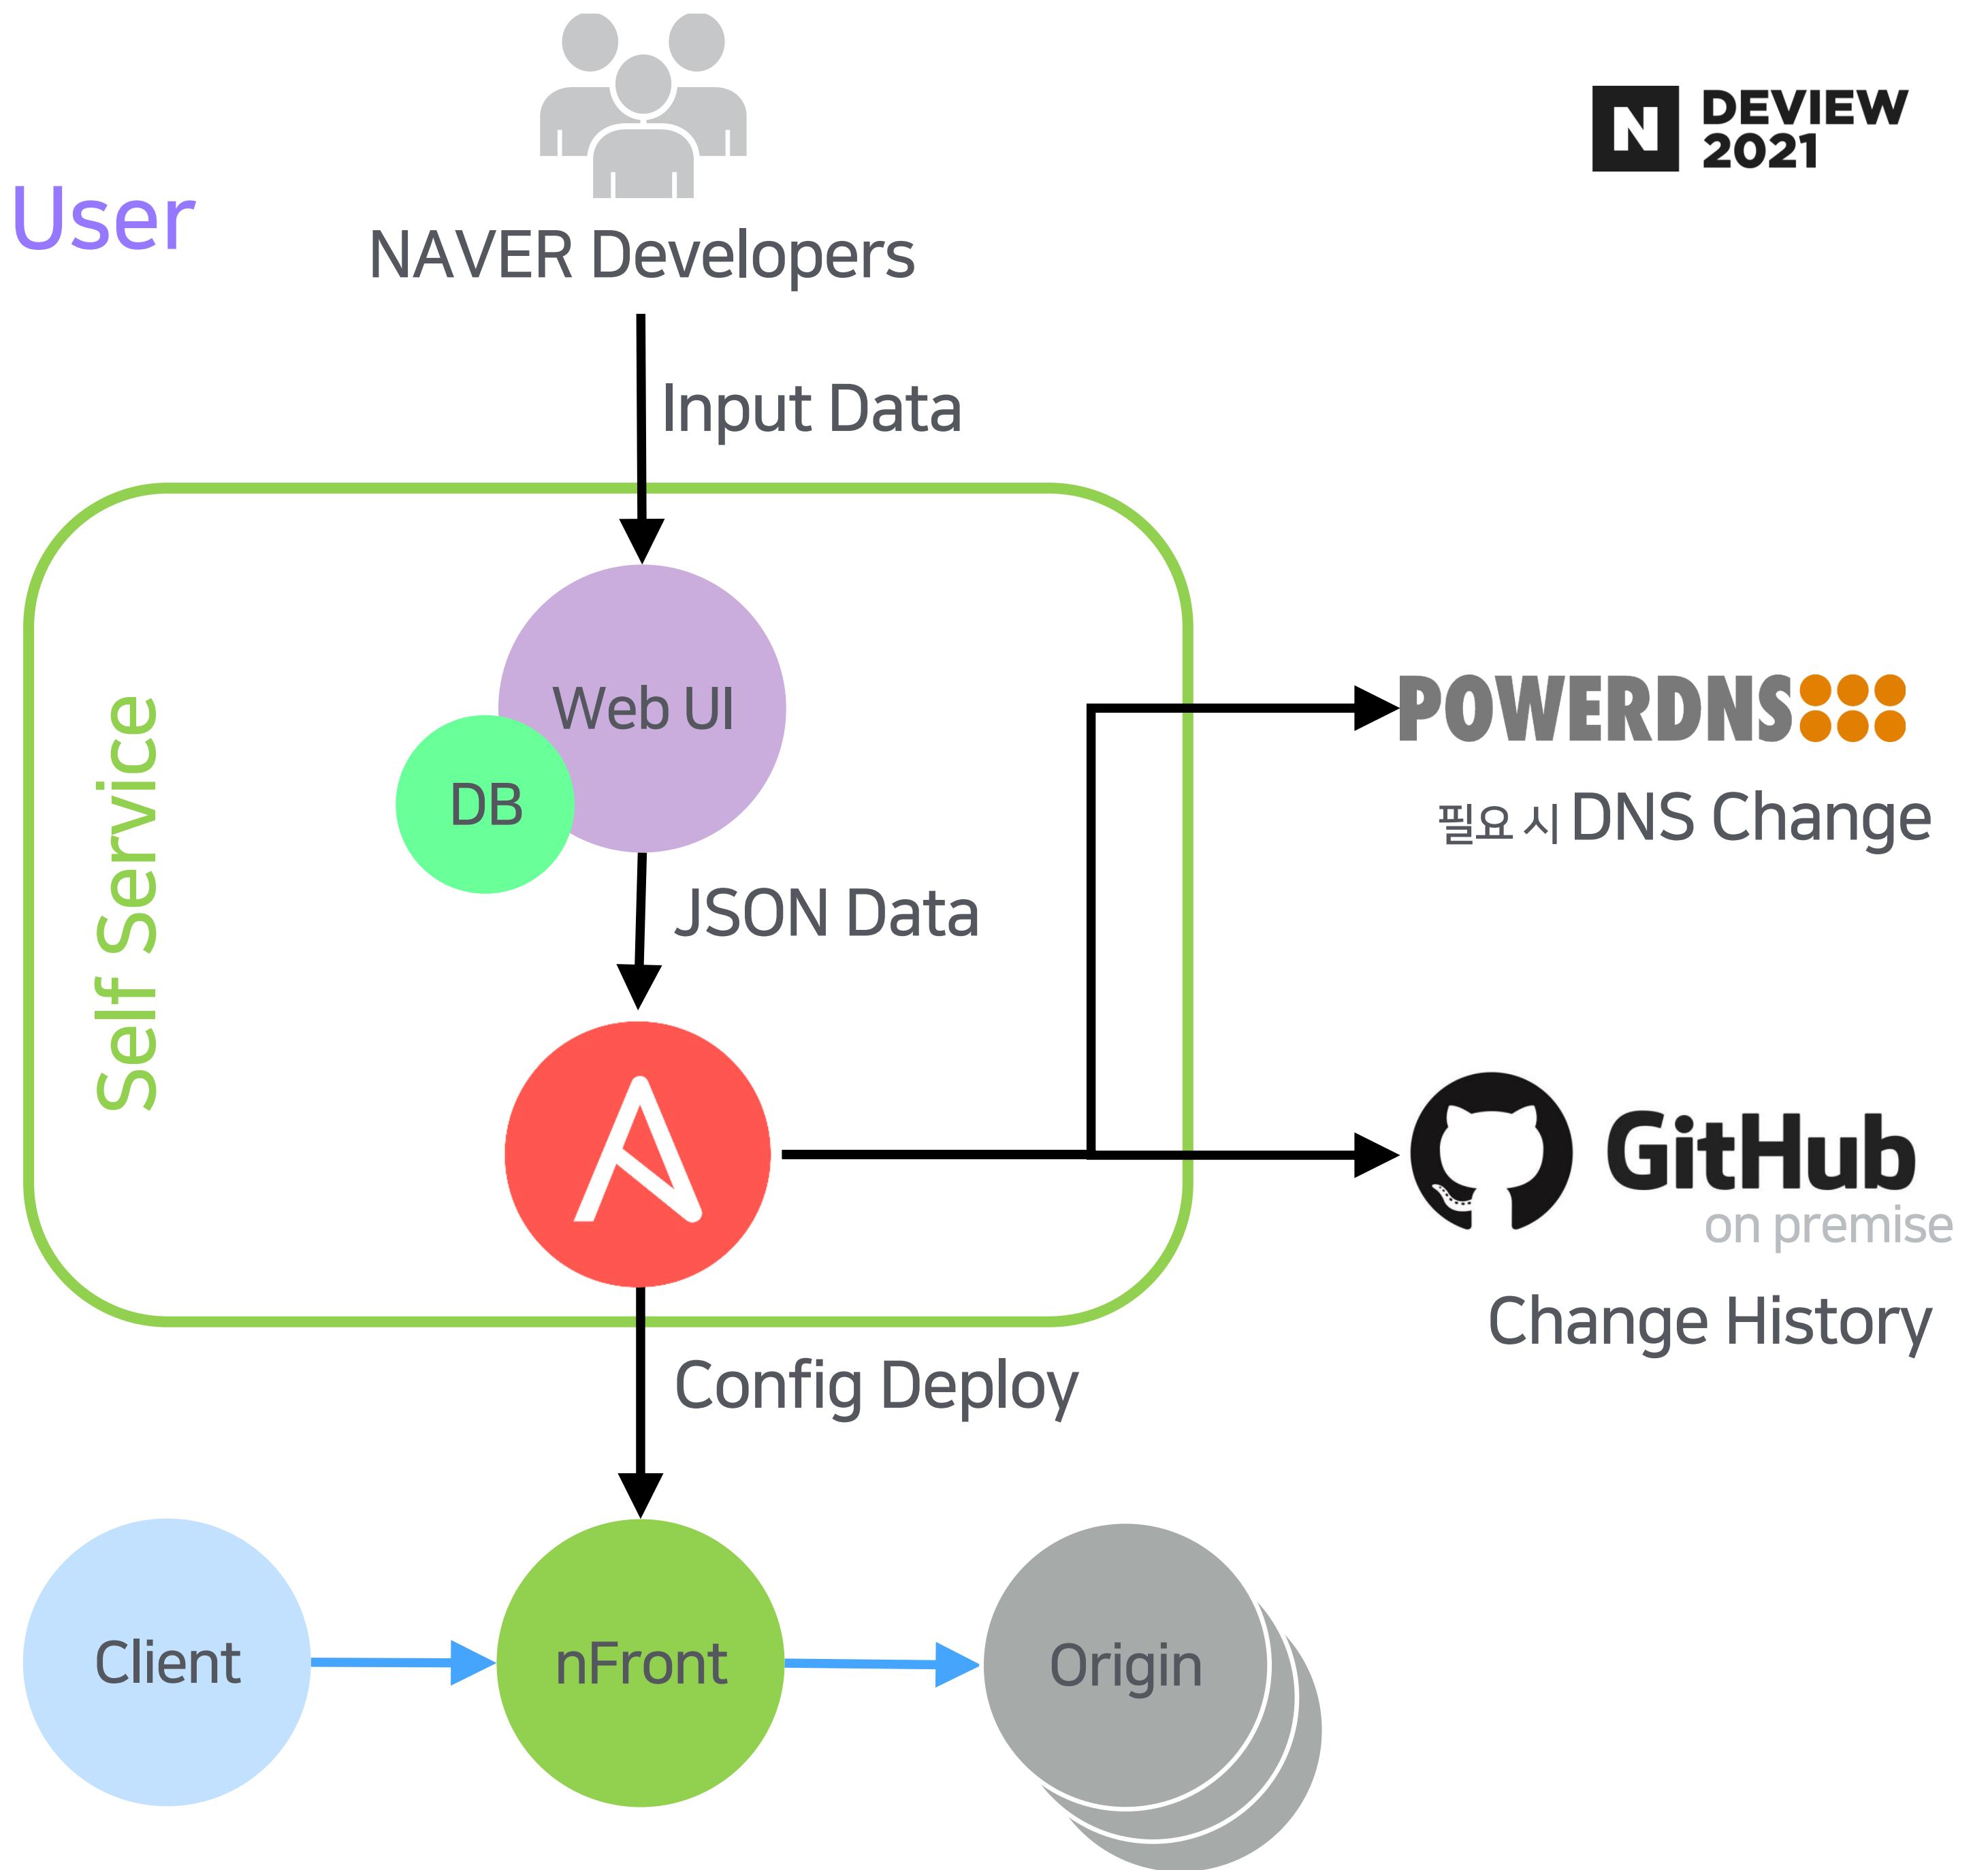 DEVIEW
2021
User
NAVER Developers
Input Data
Self Service
Web UI
DB
JSON Data
POWERDNS
필요 시 DNS Change
GitHub
on premise
Change History
Config Deploy
Client
nFront
Origin